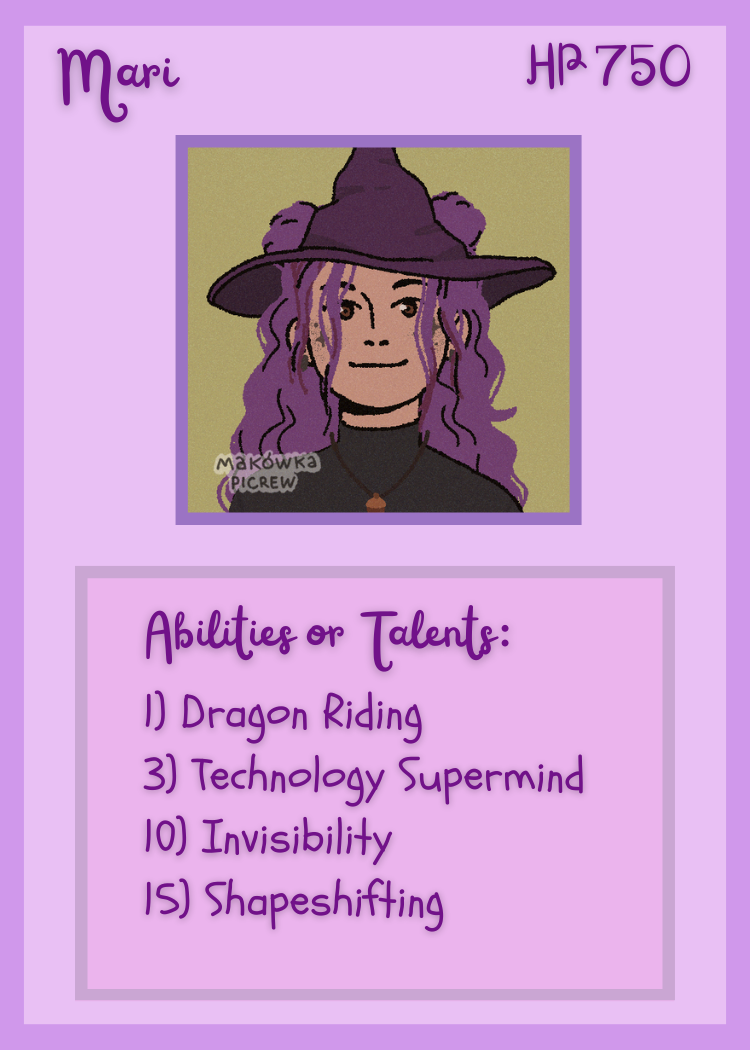 Mari
HP 750
MAKÓWKA
PICREW
Abilities or Talents:
1) Dragon Riding
3) Technology Supermind
10) Invisibility
15) Shapeshifting